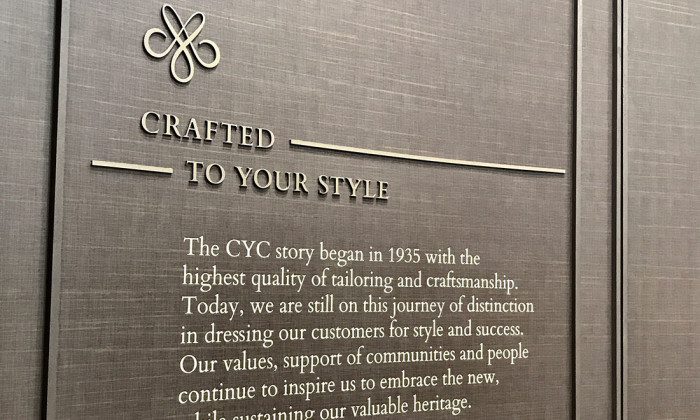 CRAFTED
TO YOUR STYLE
The CYC story began in 1935 with the
highest quality of tailoring and craftsmanship.
Today, we are still on this journey of distinction
in dressing our customers for style and success.
Our values, support of communities and people
continue to inspire us to embrace the new,
while sustaining our valuable heritage.